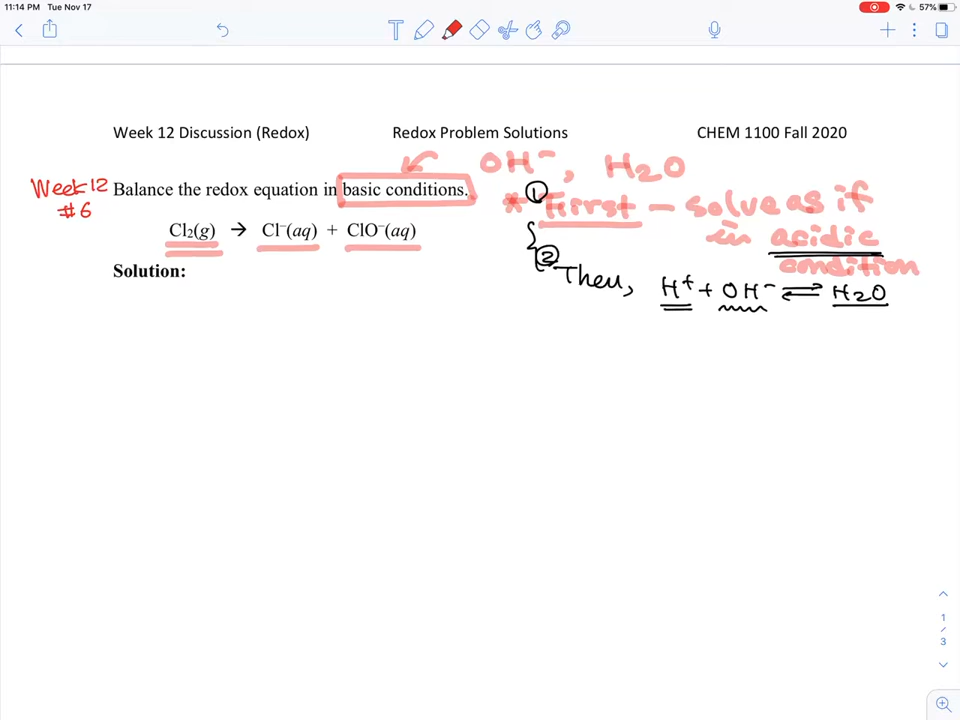 11:14 PM Tue Nov 17
57%
Week 12 Discussion (Redox) Redox Problem Solutions CHEM 1100 Fall 2020
OH⁻, H2O
Week 12
#6
Balance the redox equation in basic conditions.
① * First – solve as if
in acidic
condition
Cl₂(g) → Cl⁻(aq) + ClO⁻(aq)
② Then, H⁺ + OH⁻ ⇌ H2O
Solution:
1
/
3